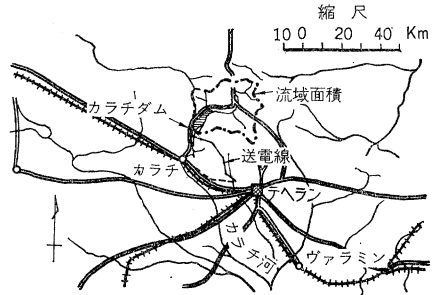 縮尺
10 0 20 40 Km
流域面積
カラチダム
送電線
カラチ
テヘラン
カラチ河
ヴァラミン